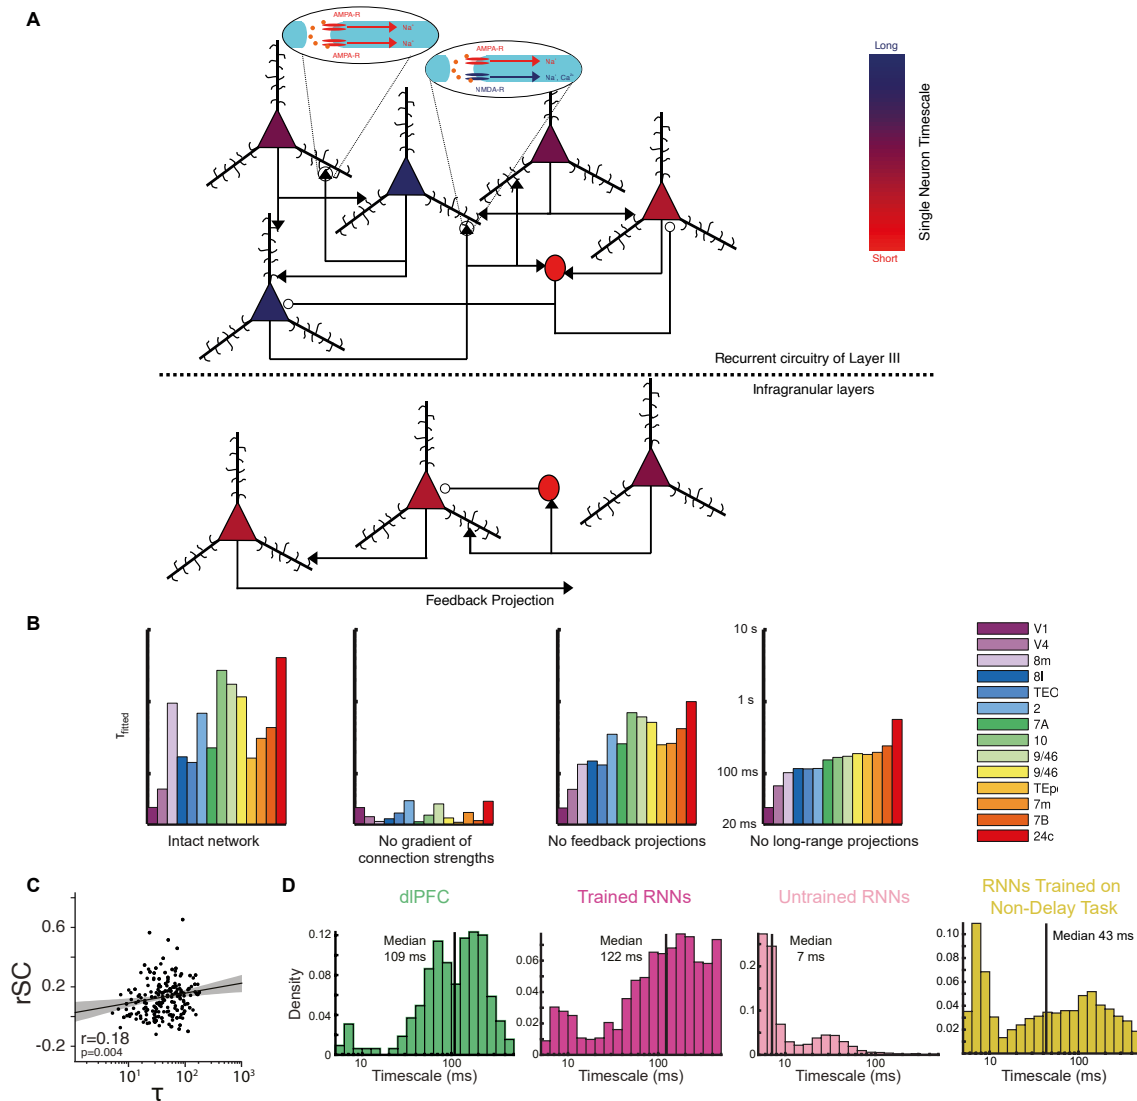 A
AMPA-R
Na⁺
Na⁺
AMPA-R
AMPA-R
Na⁺
Na⁺, Ca²⁺
NMDA-R
Long
Single Neuron Timescale
Short
Recurrent circuitry of Layer III
Infragranular layers
Feedback Projection
B
τfitted
Intact network
No gradient of
connection strengths
No feedback projections
10 s
1 s
100 ms
20 ms
No long-range projections
V1
V4
8m
8l
TEO
2
7A
10
9/46
9/46
TEpd
7m
7B
24c
C
rSC
0.6
0.2
-0.2
r=0.18
p=0.004
10¹
10²
10³
τ
D
dlPFC
Median
109 ms
Density
0.12
0.08
0.04
0
100
Timescale (ms)
Trained RNNs
Median
122 ms
0.06
0.04
0.02
0
10
100
Timescale (ms)
Untrained RNNs
Median
7 ms
0.2
0.1
0
10
100
Timescale (ms)
RNNs Trained on
Non-Delay Task
Median 43 ms
0.10
0.08
0.06
0.04
0.02
10
100
Timescale (ms)